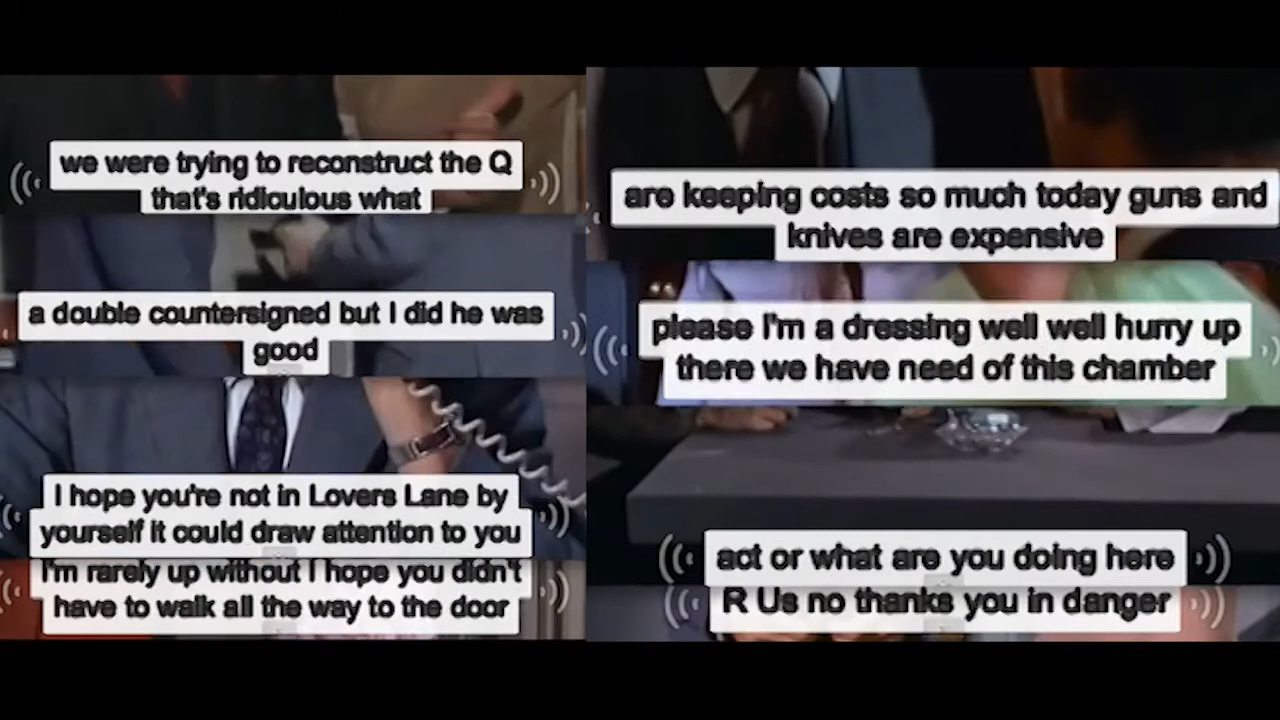 we were trying to reconstruct the Q
that's ridiculous what
a double countersigned but I did he was
good
I hope you're not in Lovers Lane by
yourself it could draw attention to you
I'm rarely up without I hope you didn't
have to walk all the way to the door
are keeping costs so much today guns and
knives are expensive
please I'm a dressing well well hurry up
there we have need of this chamber
act or what are you doing here
R Us no thanks you in danger